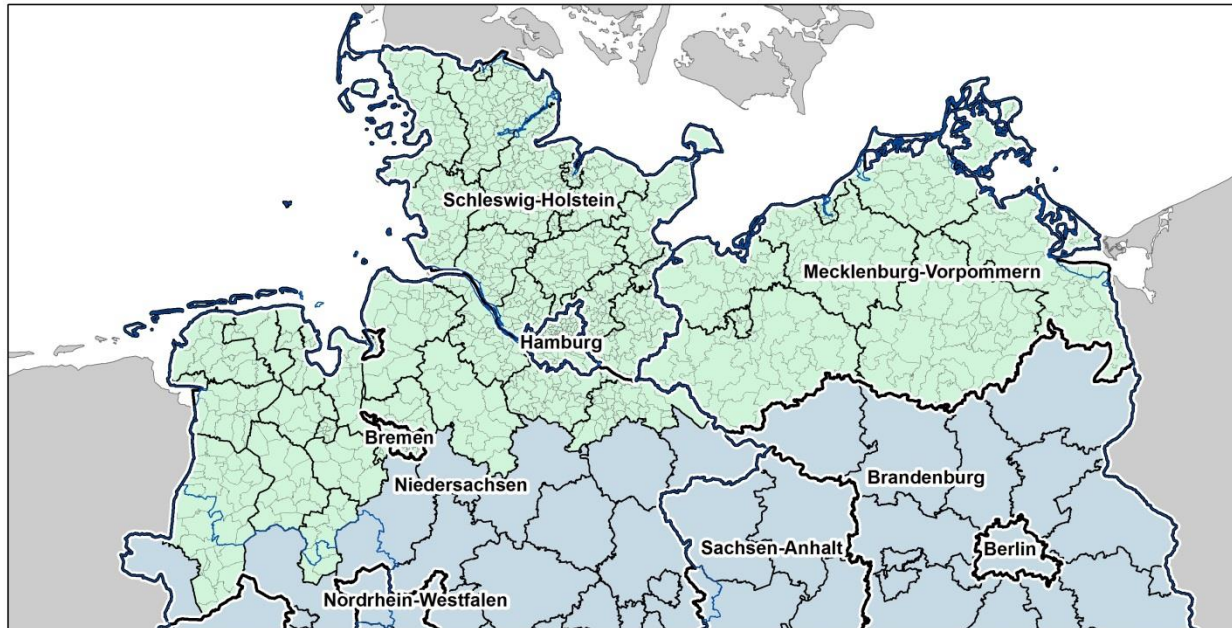 Schleswig-Holstein
Mecklenburg-Vorpommern
Hamburg
Bremen
Niedersachsen
Brandenburg
Sachsen-Anhalt
Berlin
Nordrhein-Westfalen